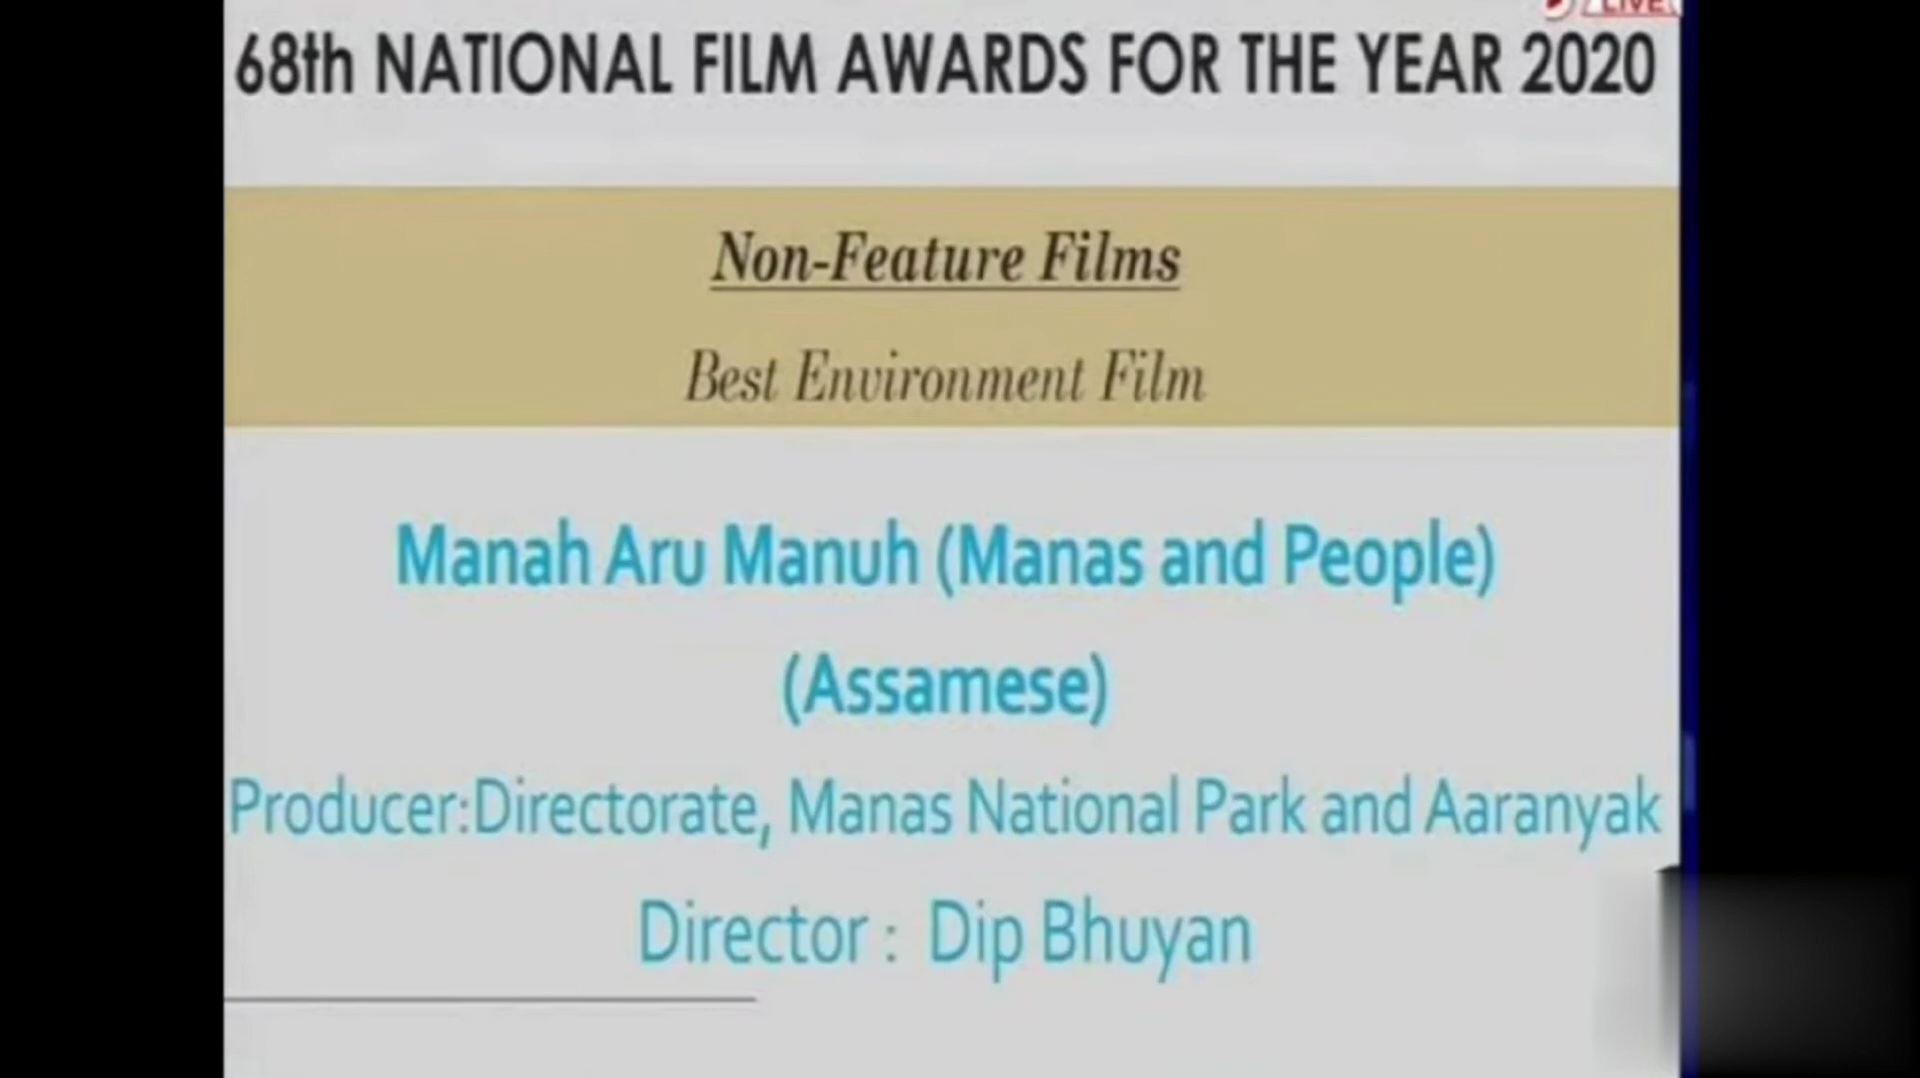 LIVE
68th NATIONAL FILM AWARDS FOR THE YEAR 2020
Non-Feature Films
Best Environment Film
Manah Aru Manuh (Manas and People)
(Assamese)
Producer:Directorate, Manas National Park and Aaranyak
Director : Dip Bhuyan